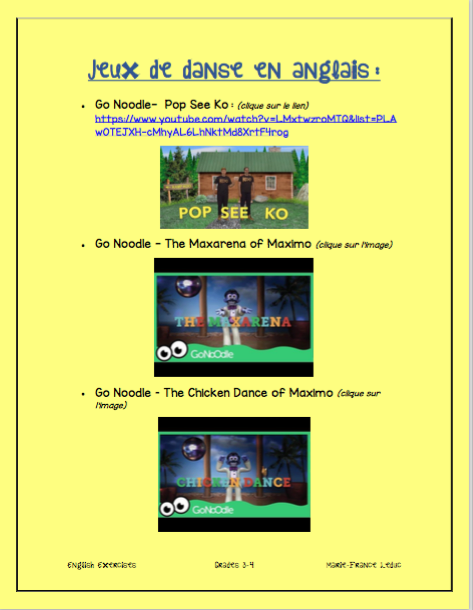 Jeux de danse en anglais :
• Go Noodle- Pop See Ko : (clique sur le lien)
https://www.youtube.com/watch?v=LMxtwzroMTQ&list=PLA
wOTEJXH-cMhyAL6LhNktMd8XrtF4rog
POP SEE KO
• Go Noodle - The Maxarena of Maximo (clique sur l'image)
THE MAXARENA
GoNoodle
• Go Noodle - The Chicken Dance of Maximo (clique sur
l'image)
CHICKEN DANCE
GoNoodle
English Exercises Grades 3-4 Marie-France Leduc